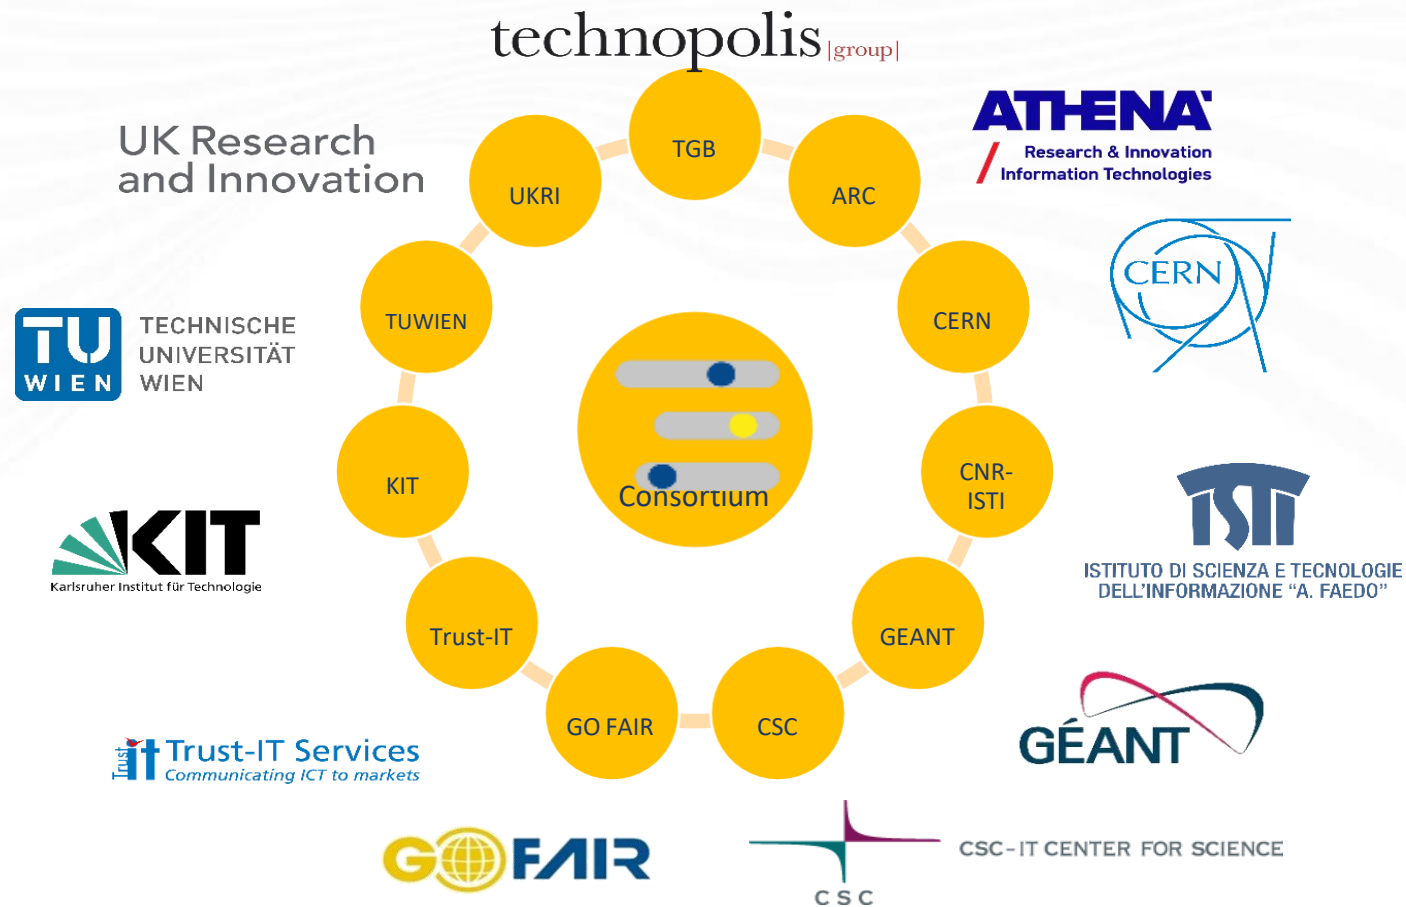 technopolis |group|
UK Research
and Innovation
ATHENA
Research & Innovation
Information Technologies
TGB
UKRI
ARC
CERN
TUWIEN
CERN
TU
WIEN
TECHNISCHE
UNIVERSITÄT
WIEN
Consortium
KIT
CNR-
ISTI
ISTI
ISTITUTO DI SCIENZA E TECNOLOGIE
DELL'INFORMAZIONE "A. FAEDO"
KIT
Karlsruher Institut für Technologie
Trust-IT
GEANT
GO FAIR
CSC
GÉANT
Trust it Trust-IT Services
Communicating ICT to markets
GO FAIR
CSC
CSC-IT CENTER FOR SCIENCE